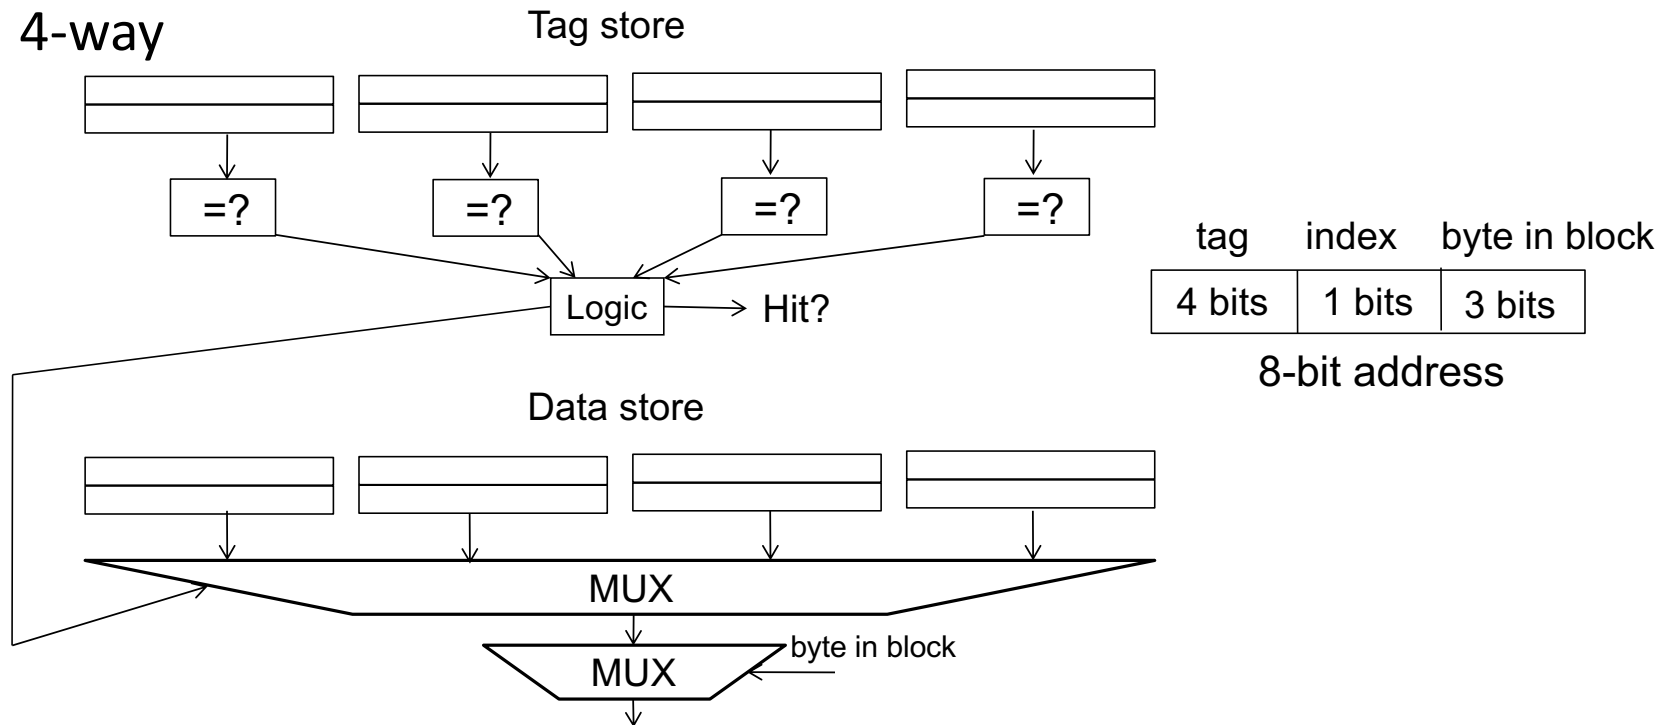 4-way
Tag store
=?
=?
=?
=?
Logic
Hit?
tag index byte in block
4 bits 1 bits 3 bits
8-bit address
Data store
MUX
MUX
byte in block